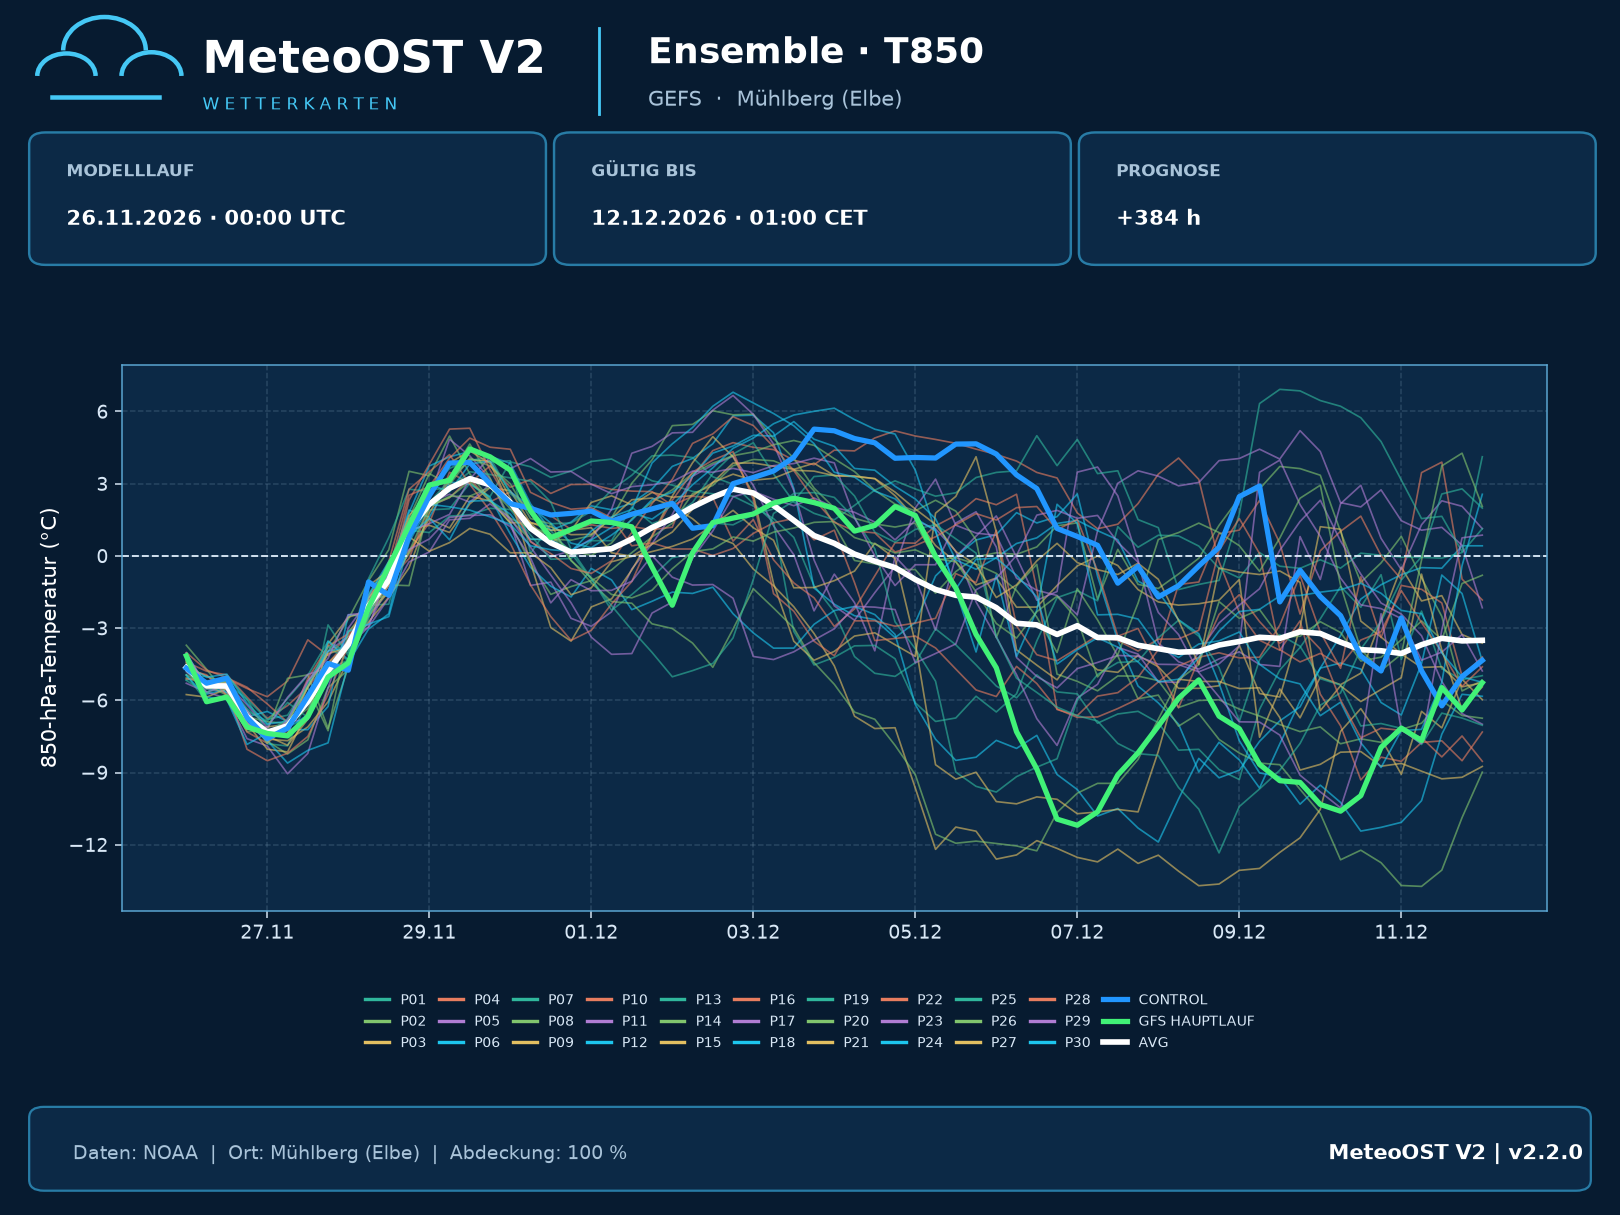 MeteoOST V2
WETTERKARTEN
Ensemble · T850
GEFS · Mühlberg (Elbe)
MODELLLAUF
26.11.2026 · 00:00 UTC
GÜLTIG BIS
12.12.2026 · 01:00 CET
PROGNOSE
+384 h
850-hPa-Temperatur (°C)
6
3
0
−3
−6
−9
−12
27.11 29.11 01.12 03.12 05.12 07.12 09.12 11.12
P01 P04 P07 P10 P13 P16 P19 P22 P25 P28 CONTROL
P02 P05 P08 P11 P14 P17 P20 P23 P26 P29 GFS HAUPTLAUF
P03 P06 P09 P12 P15 P18 P21 P24 P27 P30 AVG
Daten: NOAA | Ort: Mühlberg (Elbe) | Abdeckung: 100 %
MeteoOST V2 | v2.2.0